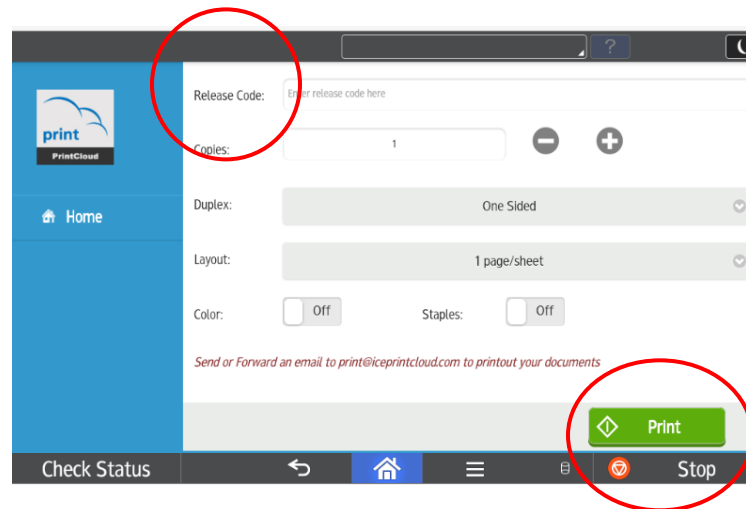 ?
print
PrintCloud
Home
Release Code:
Enter release code here
Copies:
1
Duplex:
One Sided
Layout:
1 page/sheet
Color:
Off
Staples:
Off
Send or Forward an email to print@iceprintcloud.com to printout your documents
Print
Check Status
Stop